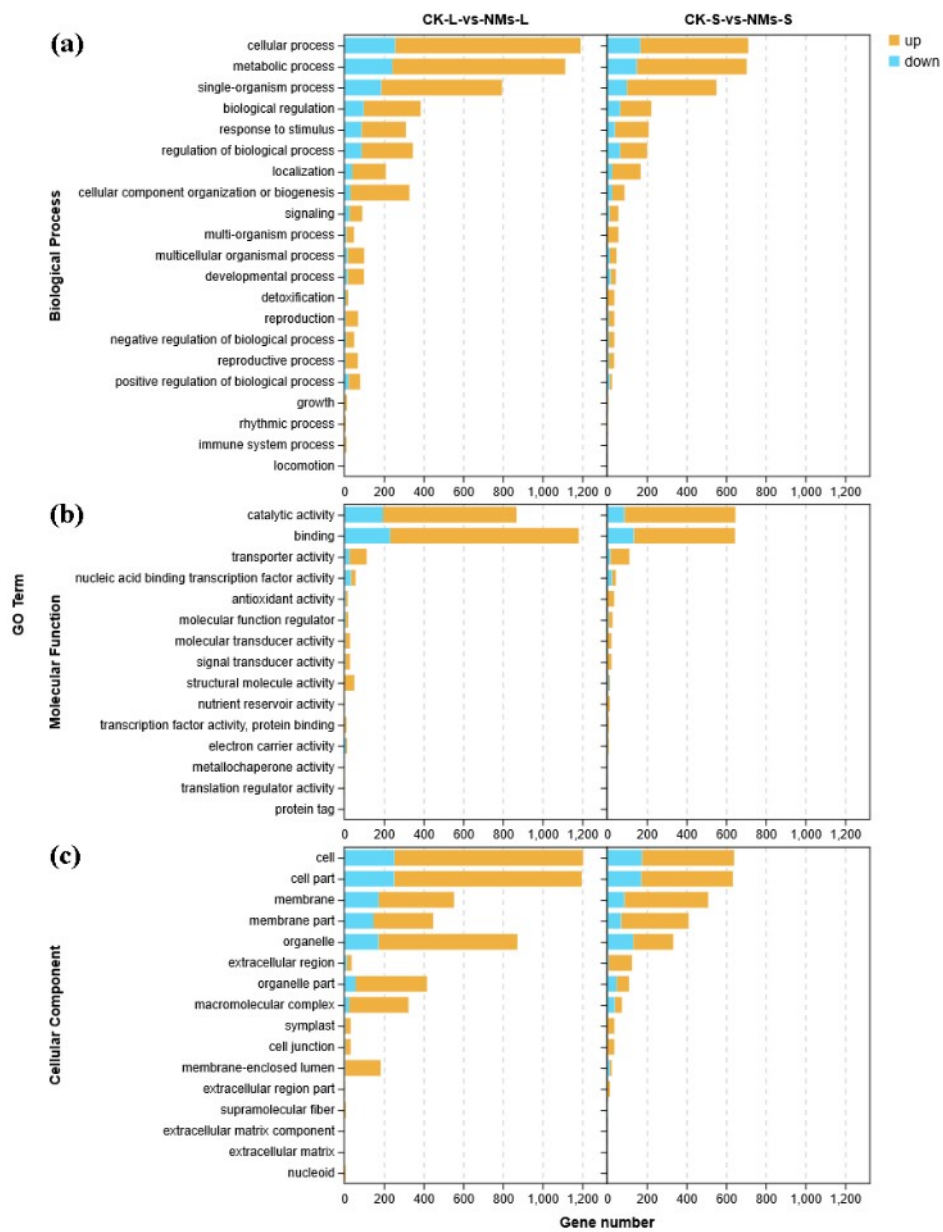 CK-L-vs-NMs-L
CK-S-vs-NMs-S
(a)
up
down
Biological Process
cellular process
metabolic process
single-organism process
biological regulation
response to stimulus
regulation of biological process
localization
cellular component organization or biogenesis
signaling
multi-organism process
multicellular organismal process
developmental process
detoxification
reproduction
negative regulation of biological process
reproductive process
positive regulation of biological process
growth
rhythmic process
immune system process
locomotion
0 200 400 600 800 1,000 1,200
0 200 400 600 800 1,000 1,200
(b)
GO Term
Molecular Function
catalytic activity
binding
transporter activity
nucleic acid binding transcription factor activity
antioxidant activity
molecular function regulator
molecular transducer activity
signal transducer activity
structural molecule activity
nutrient reservoir activity
transcription factor activity, protein binding
electron carrier activity
metallochaperone activity
translation regulator activity
protein tag
0 200 400 600 800 1,000 1,200
0 200 400 600 800 1,000 1,200
(c)
Cellular Component
cell
cell part
membrane
membrane part
organelle
extracellular region
organelle part
macromolecular complex
symplast
cell junction
membrane-enclosed lumen
extracellular region part
supramolecular fiber
extracellular matrix component
extracellular matrix
nucleoid
0 200 400 600 800 1,000 1,200
0 200 400 600 800 1,000 1,200
Gene number